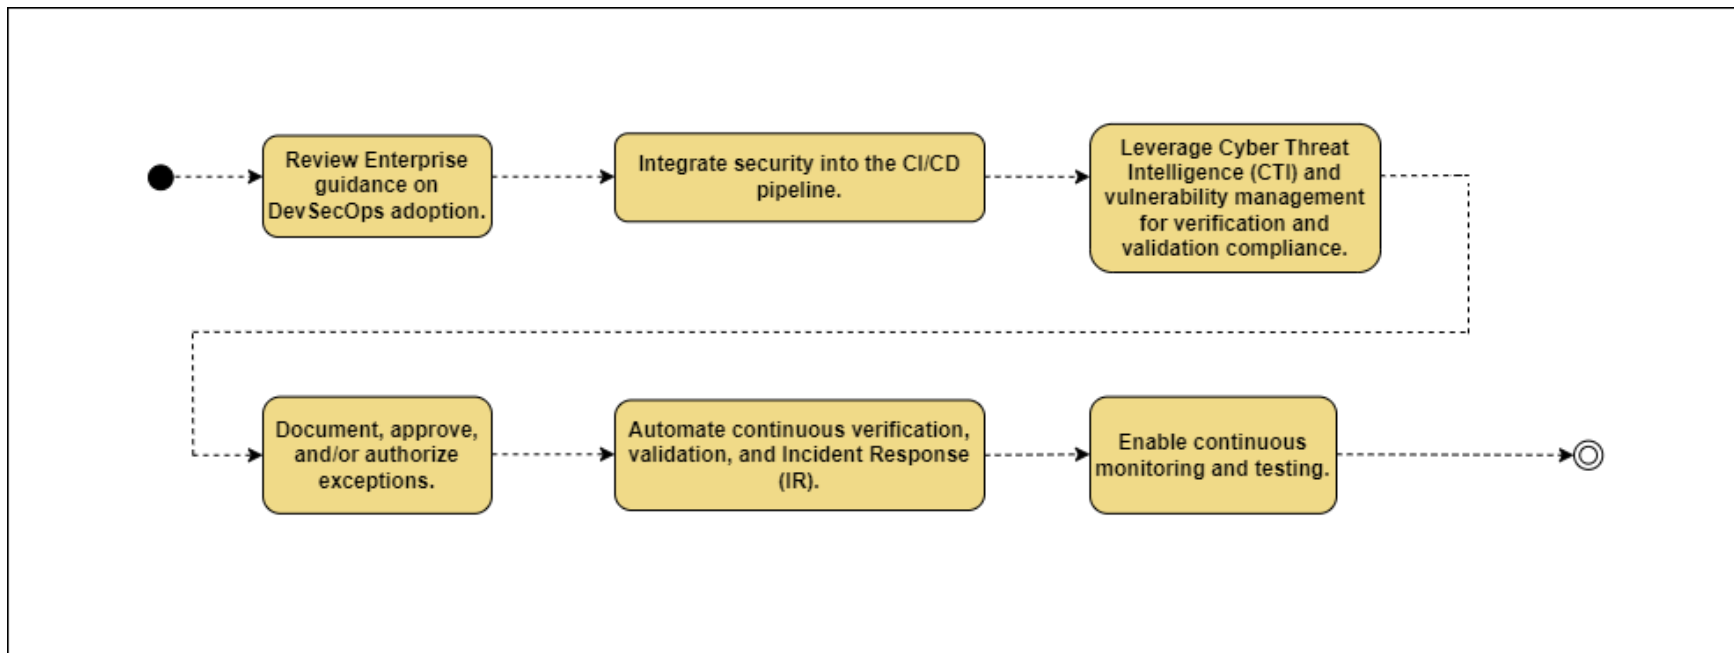 Review Enterprise
guidance on
DevSecOps adoption.
Integrate security into the CI/CD
pipeline.
Leverage Cyber Threat
Intelligence (CTI) and
vulnerability management
for verification and
validation compliance.
Document, approve,
and/or authorize
exceptions.
Automate continuous verification,
validation, and Incident Response
(IR).
Enable continuous
monitoring and testing.